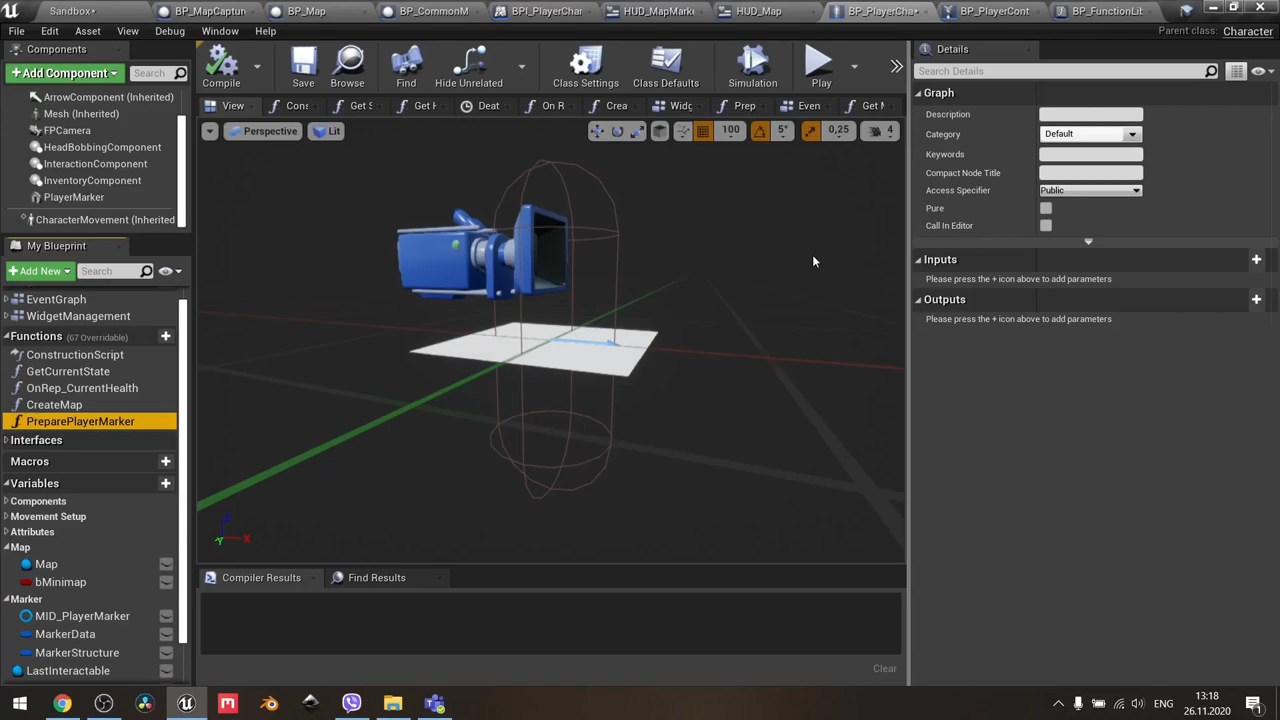 Sandbox•
BP_MapCaptur
BP_Map
BP_CommonM
BPI_PlayerChar
HUD_MapMarke
HUD_Map
BP_PlayerCha•
BP_PlayerCont
BP_FunctionLib
File Edit Asset View Debug Window Help
Parent class: Character
Components
Add Component
Search
ArrowComponent (Inherited)
Mesh (Inherited)
FPCamera
HeadBobbingComponent
InteractionComponent
InventoryComponent
PlayerMarker
CharacterMovement (Inherited
My Blueprint
Add New
Search
EventGraph
WidgetManagement
Functions (67 Overridable)
ConstructionScript
GetCurrentState
OnRep_CurrentHealth
CreateMap
PreparePlayerMarker
Interfaces
Macros
Variables
Components
Movement Setup
Attributes
Map
Map
bMinimap
Marker
MID_PlayerMarker
MarkerData
MarkerStructure
LastInteractable
Compile
Save
Browse
Find
Hide Unrelated
Class Settings
Class Defaults
Simulation
Play
View
Cons
Get S
Get H
Deat
On R
Crea
Widg
Prep
Even
Get M
Perspective
Lit
100
5°
0,25
4
Z
X
Y
Compiler Results
Find Results
Clear
Details
Search Details
Graph
Description
Category Default
Keywords
Compact Node Title
Access Specifier Public
Pure
Call In Editor
Inputs
Please press the + icon above to add parameters
Outputs
Please press the + icon above to add parameters
ENG
13:18
26.11.2020
1